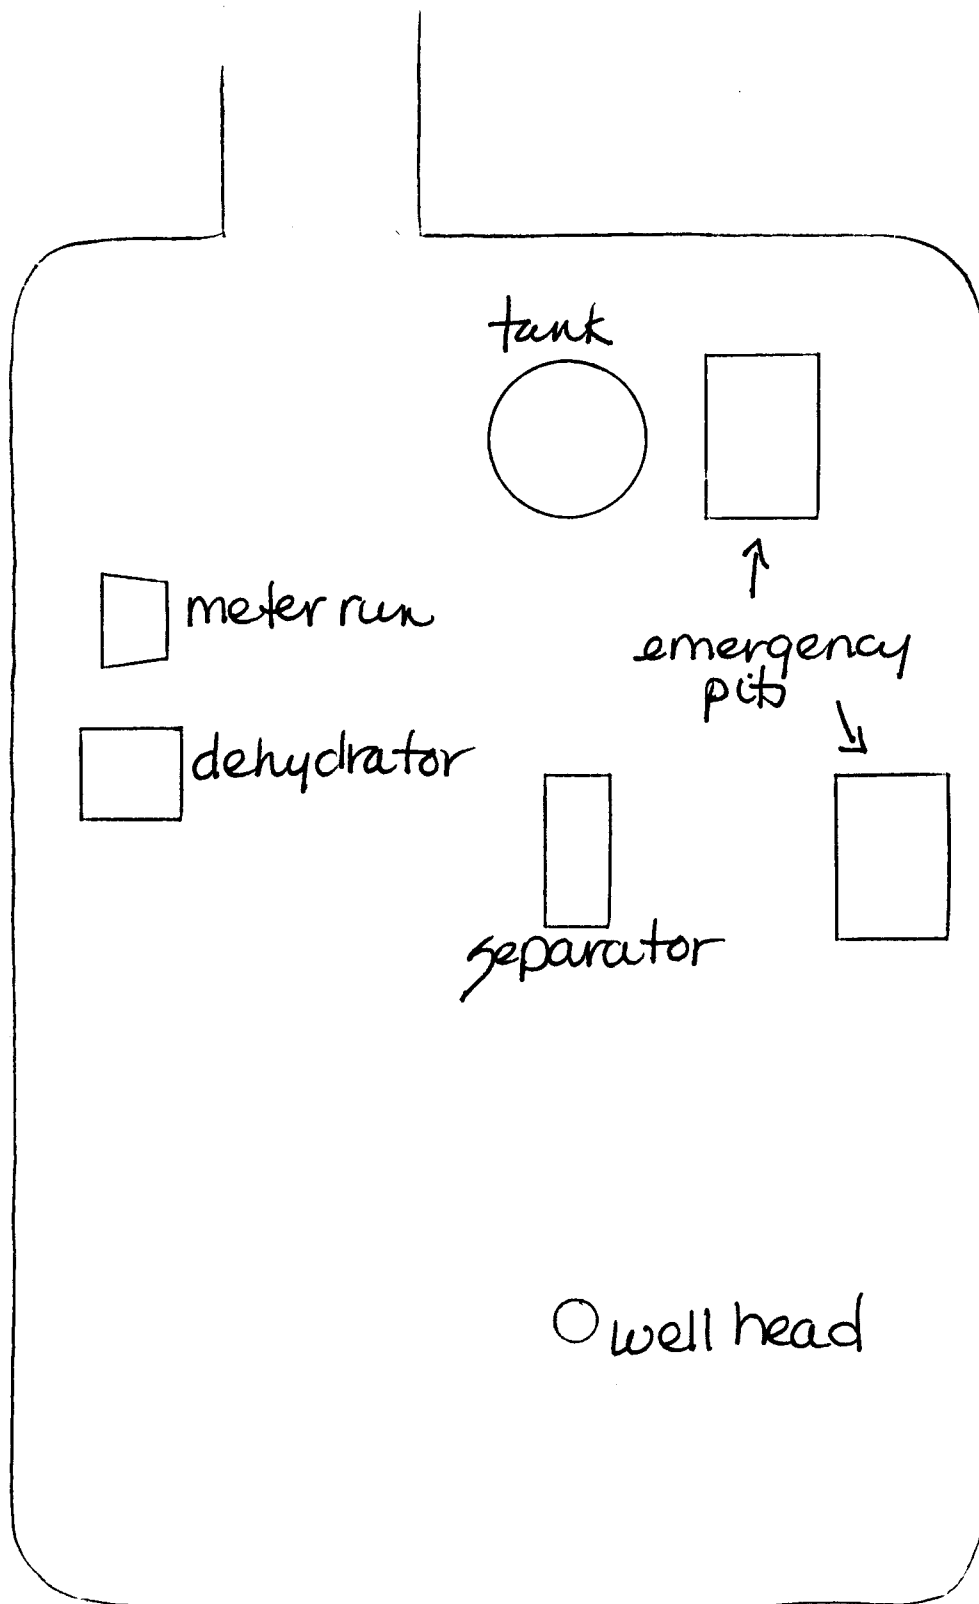 tank
meter run
emergency
pits
dehydrator
separator
well head